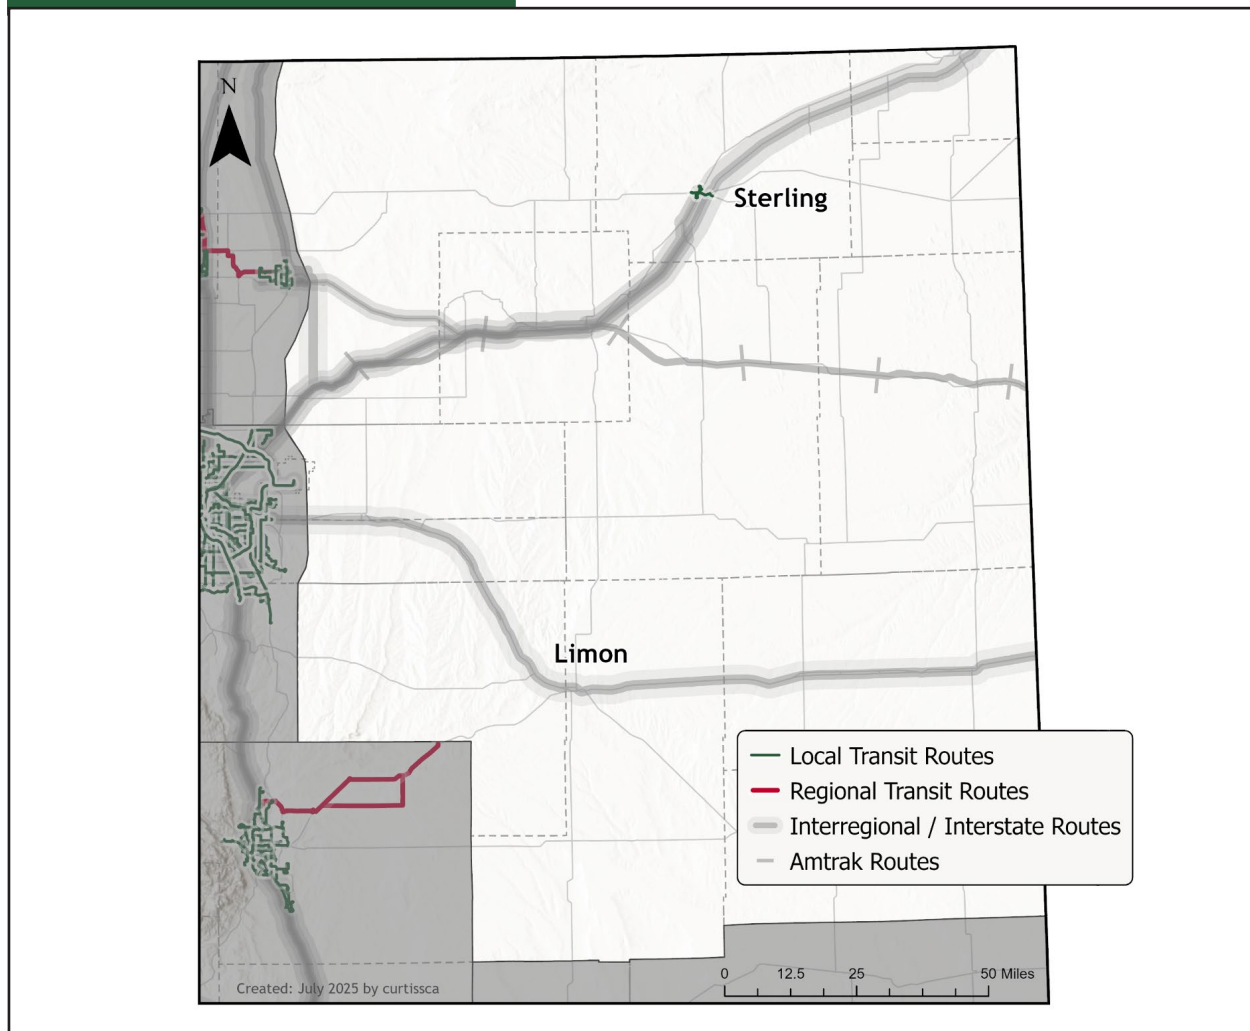 N
Sterling
Limon
Local Transit Routes
Regional Transit Routes
Interregional / Interstate Routes
Amtrak Routes
0 12.5 25 50 Miles
Created: July 2025 by curtissca